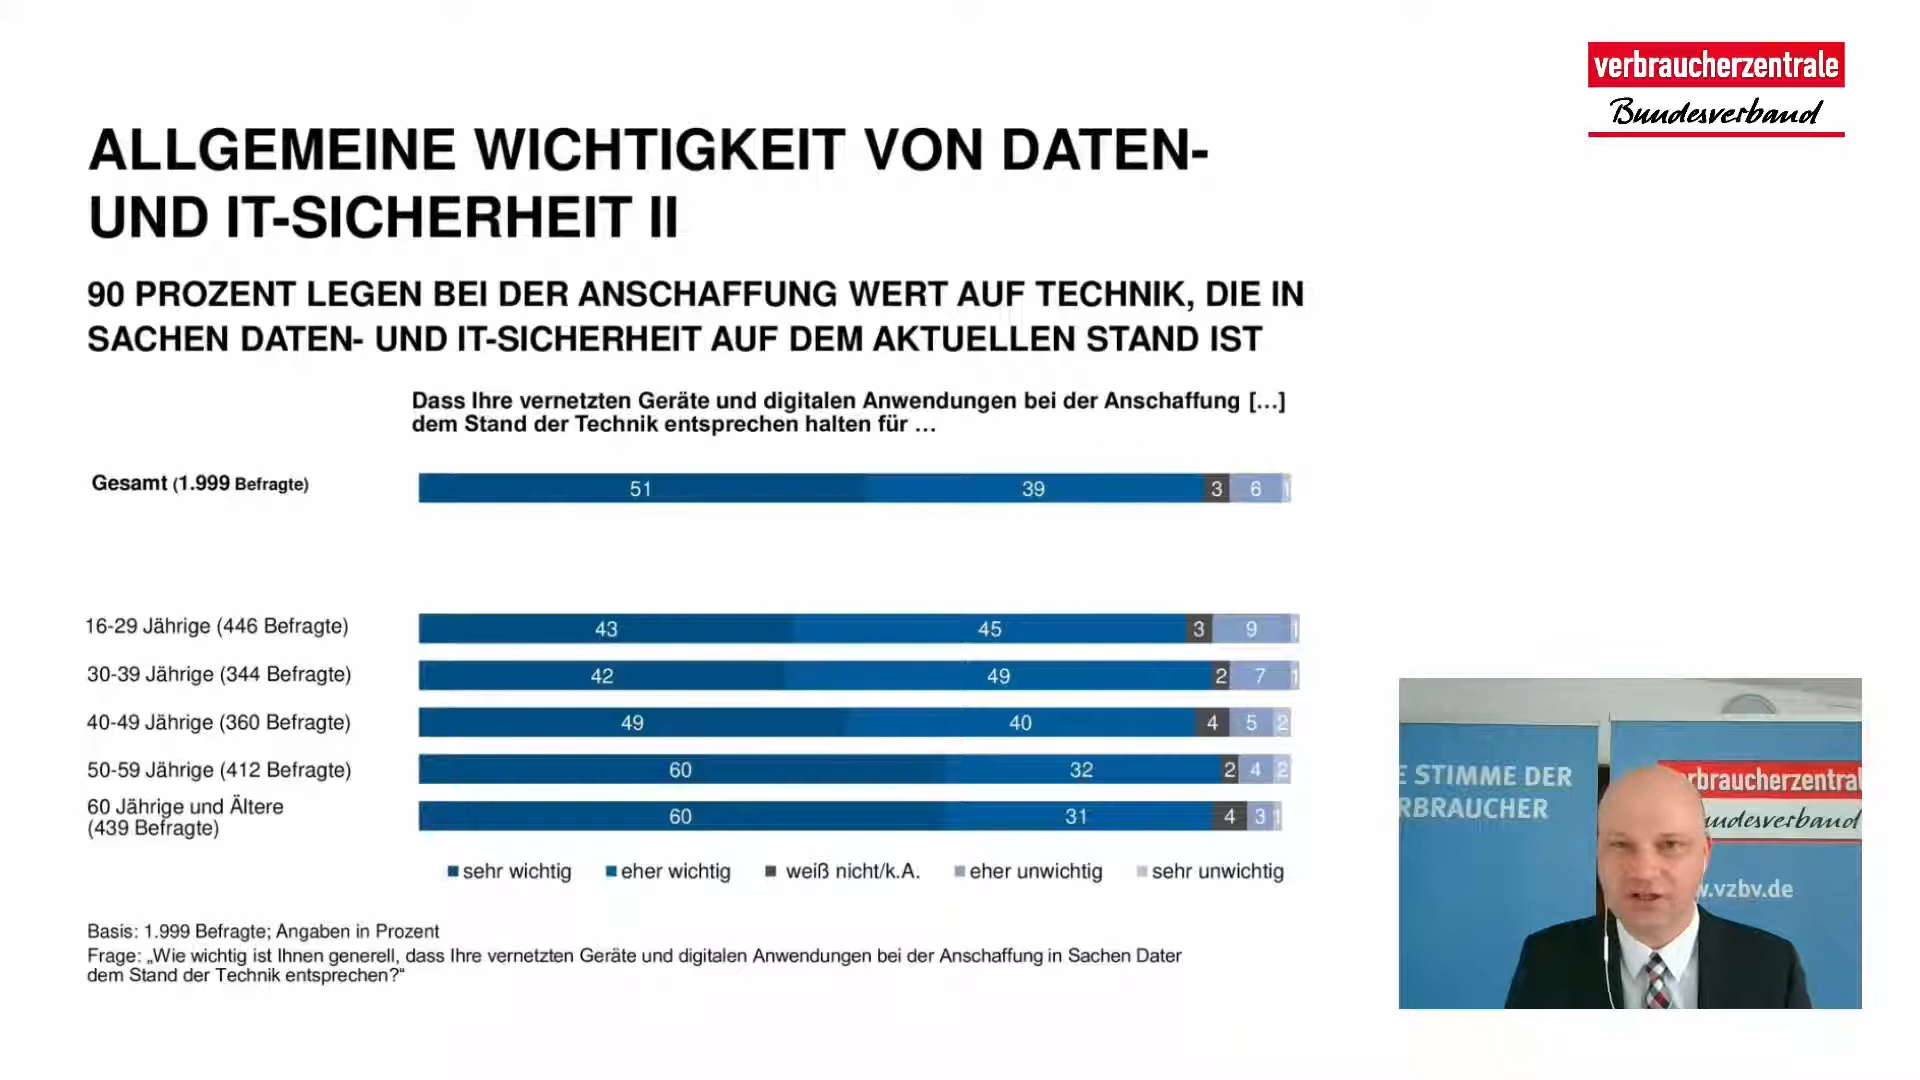 verbraucherzentrale
Bundesverband
ALLGEMEINE WICHTIGKEIT VON DATEN-
UND IT-SICHERHEIT II
90 PROZENT LEGEN BEI DER ANSCHAFFUNG WERT AUF TECHNIK, DIE IN
SACHEN DATEN- UND IT-SICHERHEIT AUF DEM AKTUELLEN STAND IST
Dass Ihre vernetzten Geräte und digitalen Anwendungen bei der Anschaffung [...]
dem Stand der Technik entsprechen halten für ...
Gesamt (1.999 Befragte) 51 39 3 6 1
16-29 Jährige (446 Befragte) 43 45 3 9 1
30-39 Jährige (344 Befragte) 42 49 2 7 1
40-49 Jährige (360 Befragte) 49 40 4 5 2
50-59 Jährige (412 Befragte) 60 32 2 4 2
60 Jährige und Ältere
(439 Befragte) 60 31 4 3 1
sehr wichtig eher wichtig weiß nicht/k.A. eher unwichtig sehr unwichtig
Basis: 1.999 Befragte; Angaben in Prozent
Frage: „Wie wichtig ist Ihnen generell, dass Ihre vernetzten Geräte und digitalen Anwendungen bei der Anschaffung in Sachen Dater
dem Stand der Technik entsprechen?“
E STIMME DER
RBRAUCHER
rbraucherzentral
undesverband
w.vzbv.de